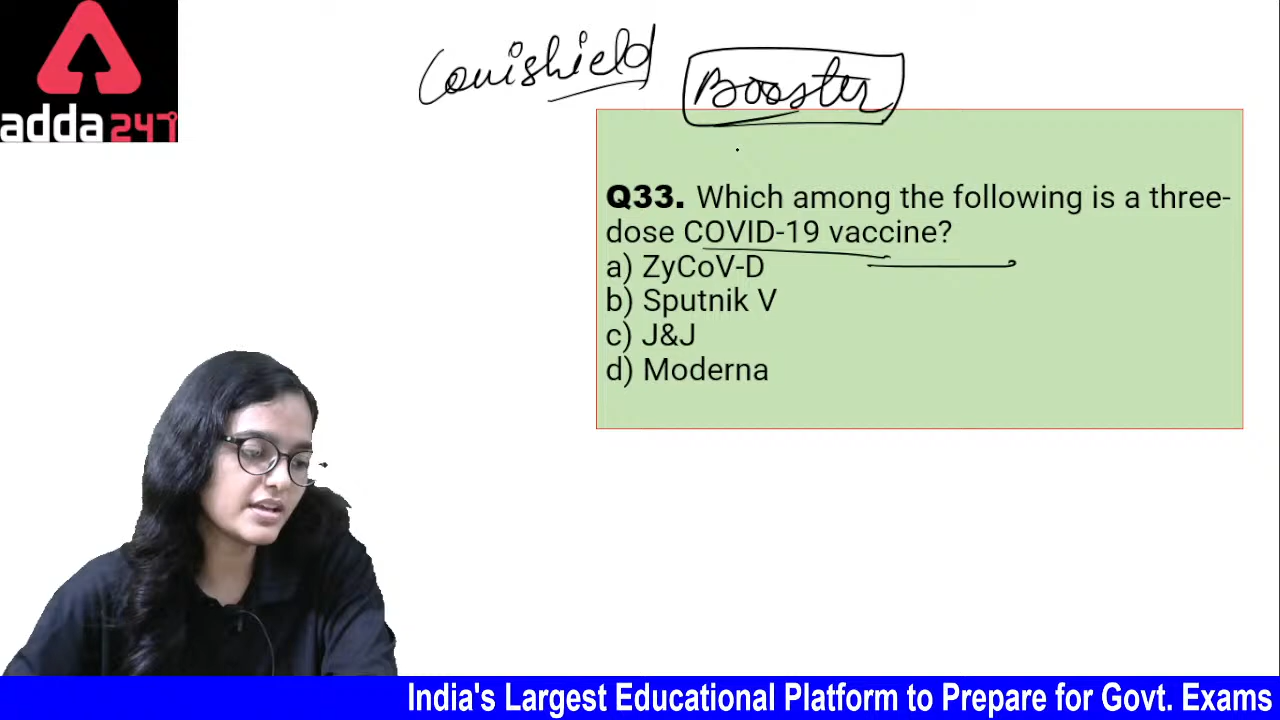 adda247
Covishield
Booster
Q33. Which among the following is a three-
dose COVID-19 vaccine?
a) ZyCoV-D
b) Sputnik V
c) J&J
d) Moderna
India's Largest Educational Platform to Prepare for Govt. Exams